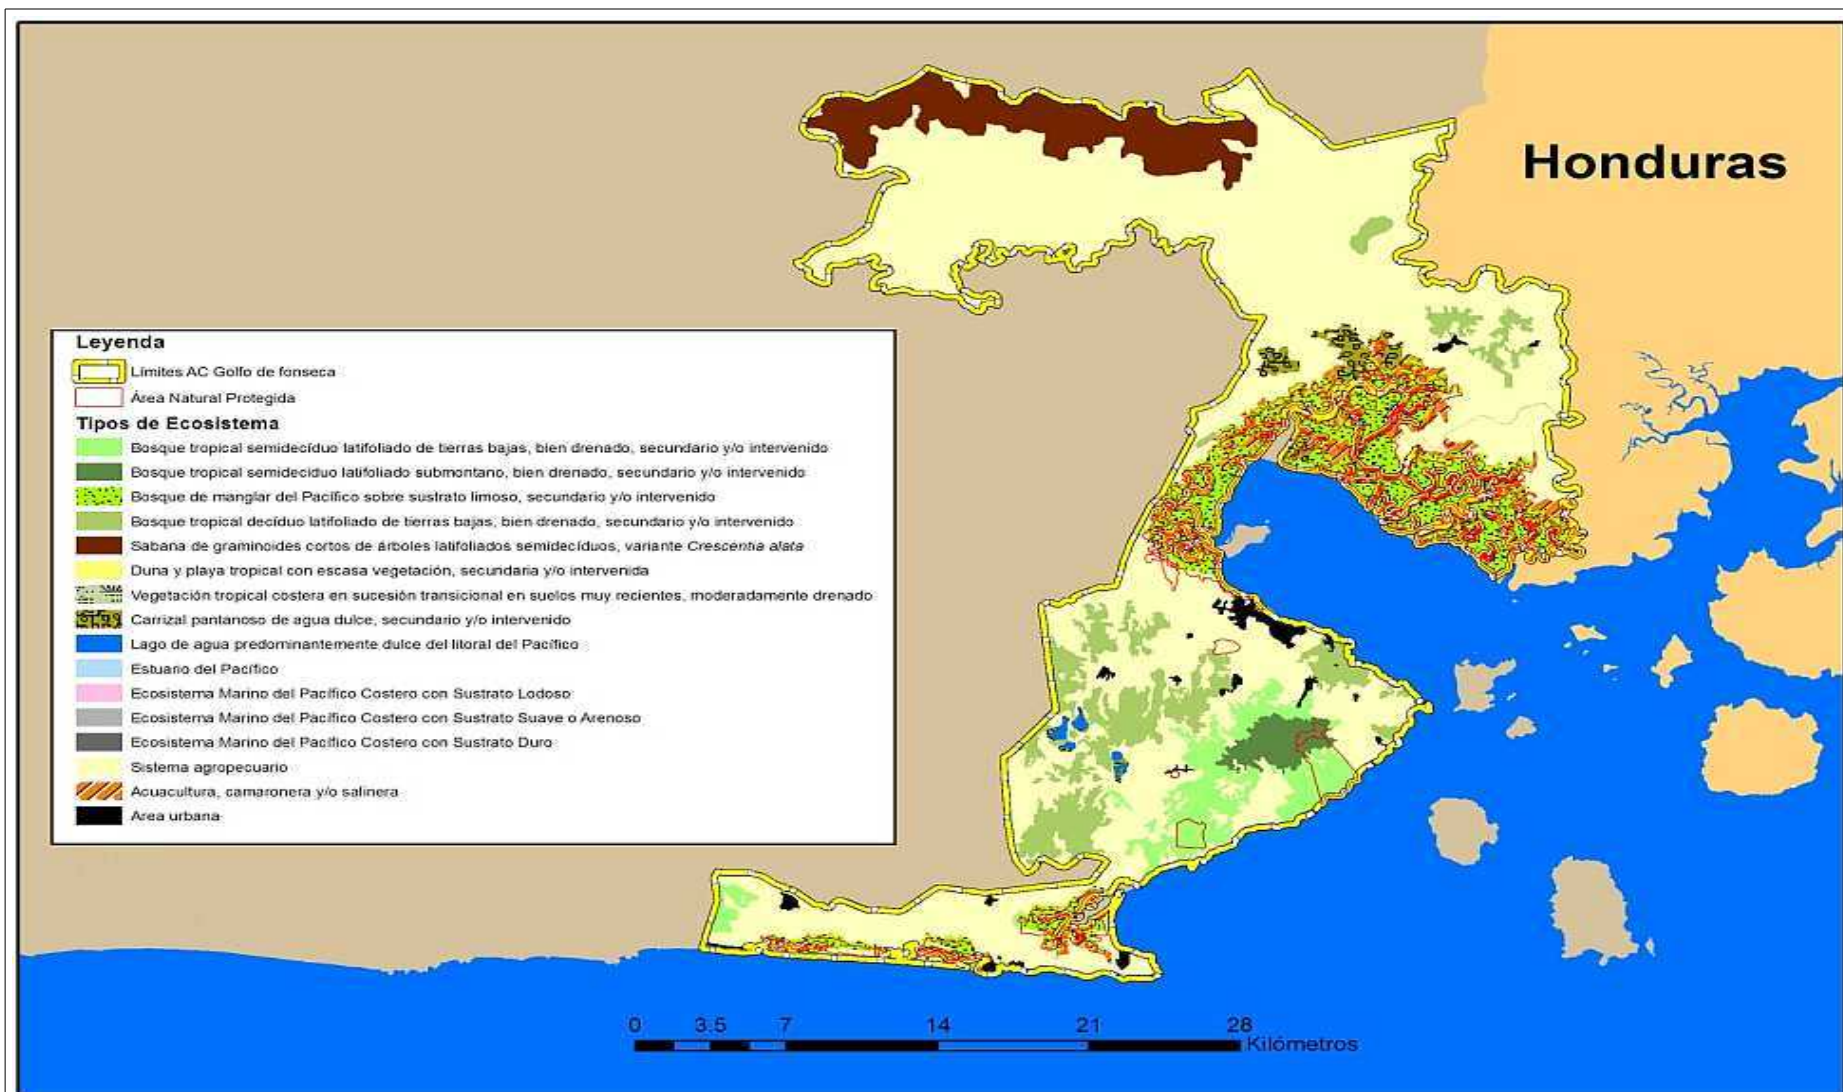 Honduras
Leyenda
Límites AC Golfo de fonseca
Área Natural Protegida
Tipos de Ecosistema
Bosque tropical semidecíduo latifoliado de tierras bajas, bien drenado, secundario y/o intervenido
Bosque tropical semidecíduo latifoliado submontano, bien drenado, secundario y/o intervenido
Bosque de manglar del Pacífico sobre sustrato limoso, secundario y/o intervenido
Bosque tropical decíduo latifoliado de tierras bajas, bien drenado, secundario y/o intervenido
Sabana de graminoides cortos de árboles latifoliados semidecíduos, variante Crescentia alata
Duna y playa tropical con escasa vegetación, secundaria y/o intervenida
Vegetación tropical costera en sucesión transicional en suelos muy recientes, moderadamente drenado
Carrizal pantanoso de agua dulce, secundario y/o intervenido
Lago de agua predominantemente dulce del litoral del Pacífico
Estuario del Pacífico
Ecosistema Marino del Pacífico Costero con Sustrato Lodoso
Ecosistema Marino del Pacífico Costero con Sustrato Suave o Arenoso
Ecosistema Marino del Pacífico Costero con Sustrato Duro
Sistema agropecuario
Acuacultura, camaronera y/o salinera
Area urbana
0 3.5 7 14 21 28
Kilómetros